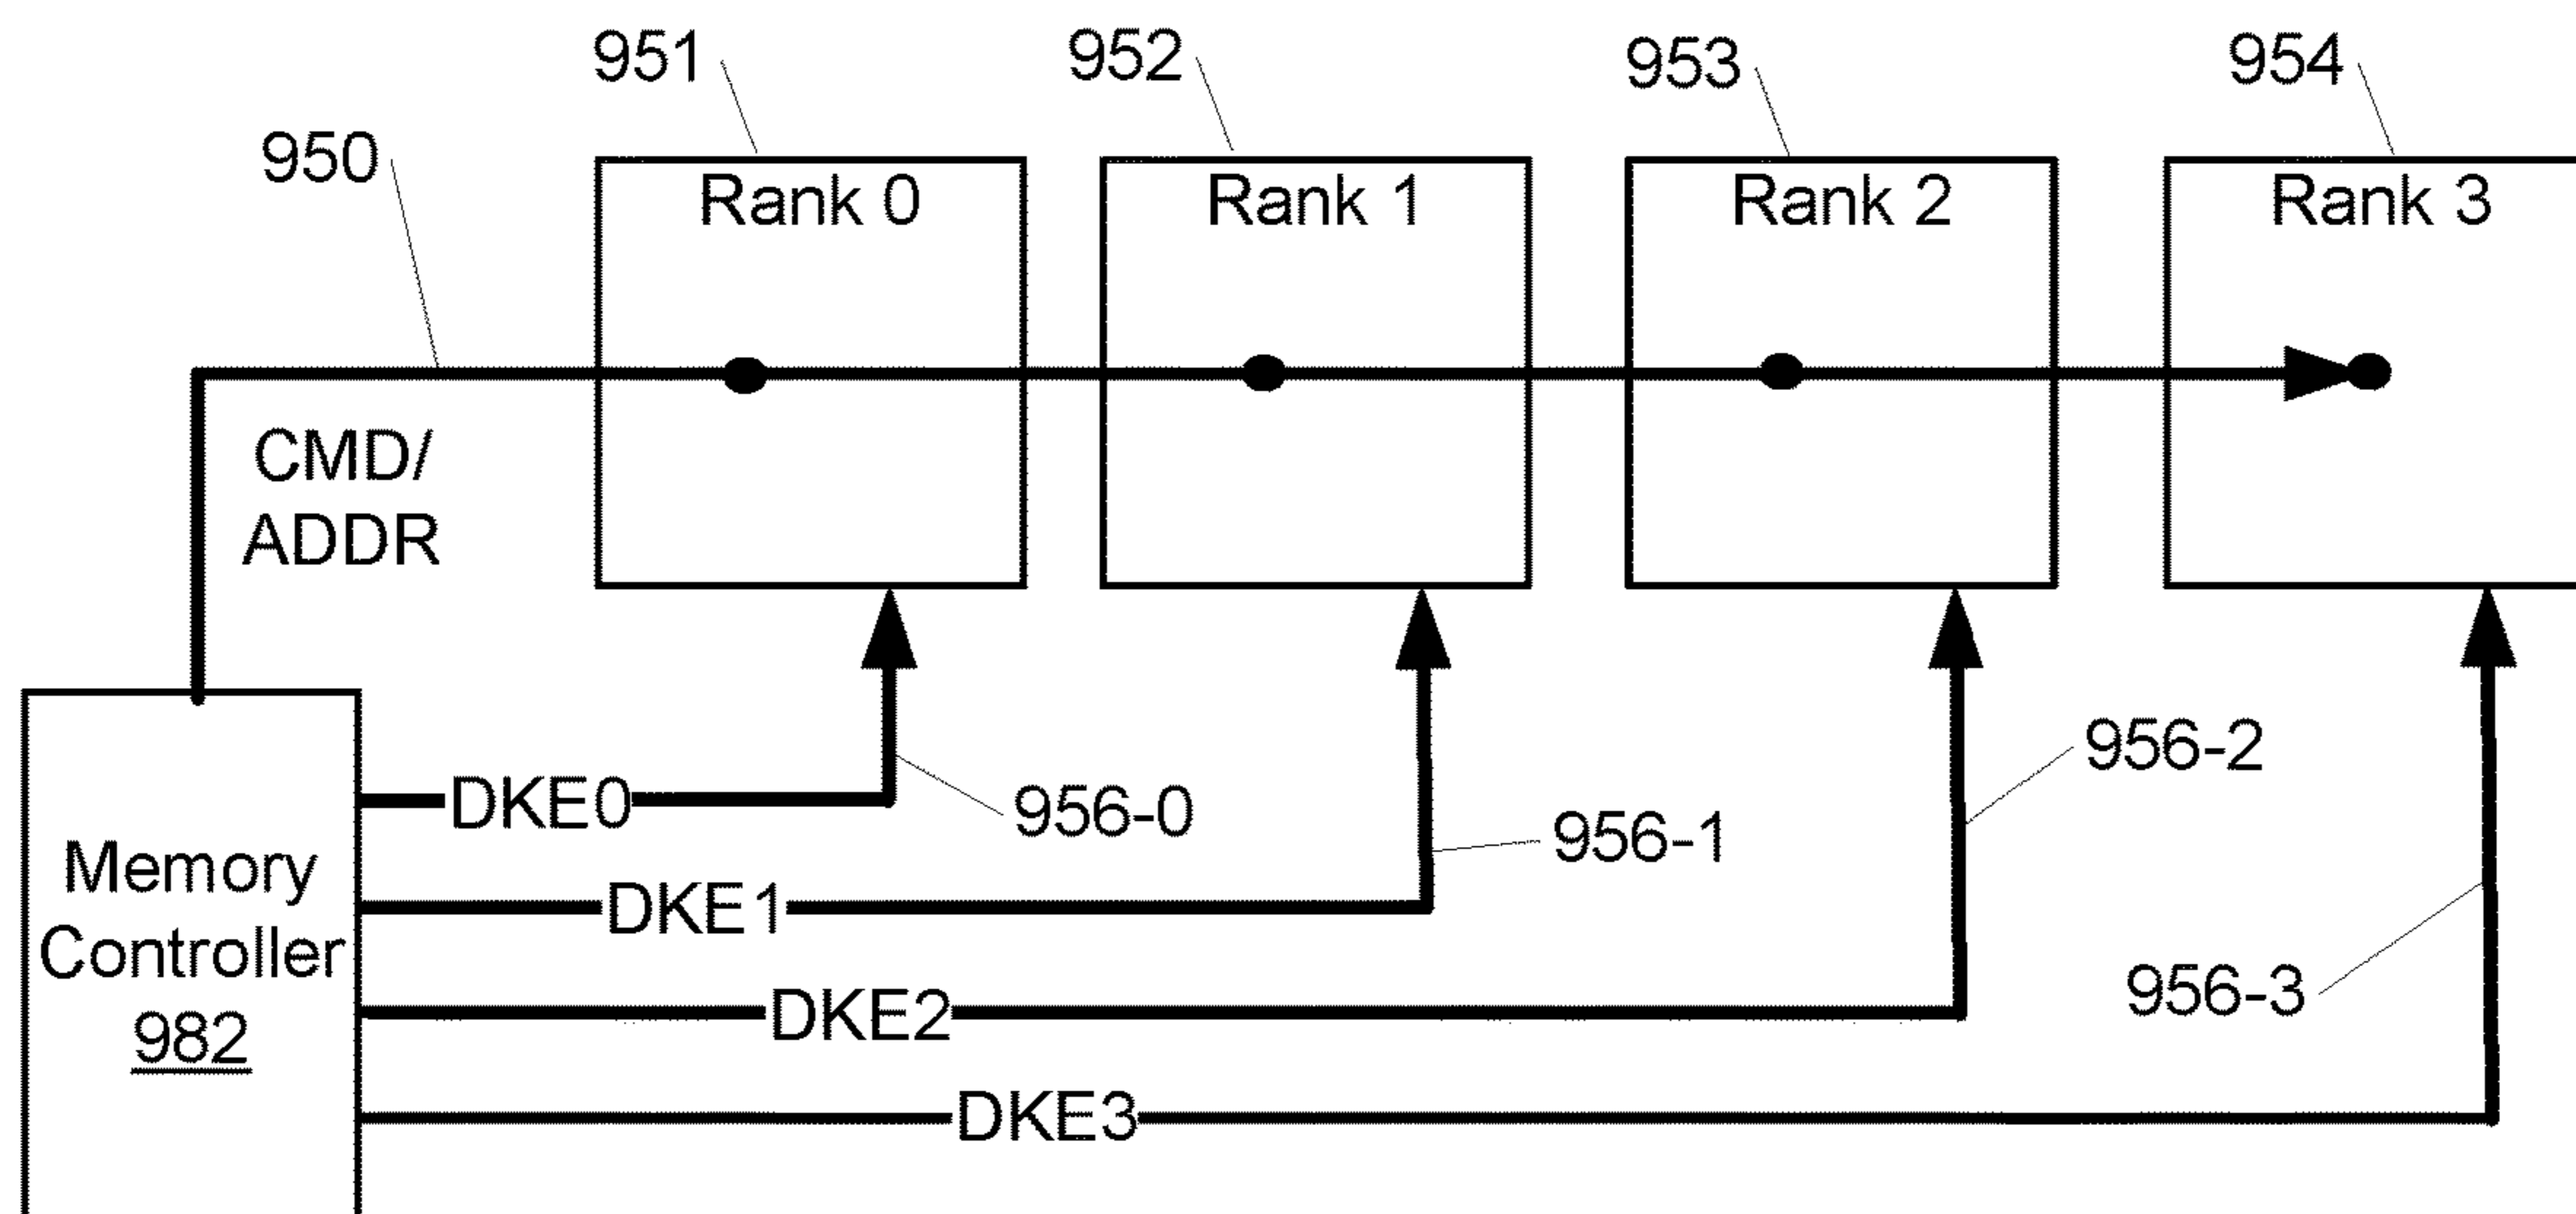 951
952
953
954
950
Rank 0
Rank 1
Rank 2
Rank 3
CMD/
ADDR
956-2
DKE0
956-0
956-1
Memory
Controller
982
DKE1
956-3
DKE2
DKE3